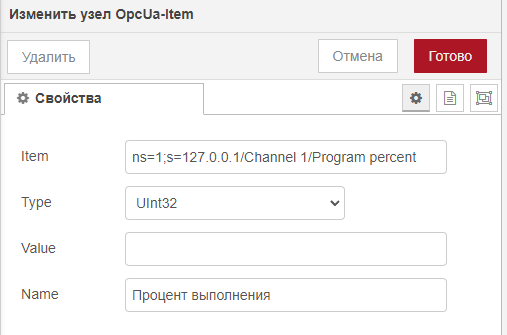 Изменить узел OpcUa-Item
Удалить
Отмена
Готово
Свойства
Item
ns=1;s=127.0.0.1/Channel 1/Program percent
Type
UInt32
Value
Name
Процент выполнения